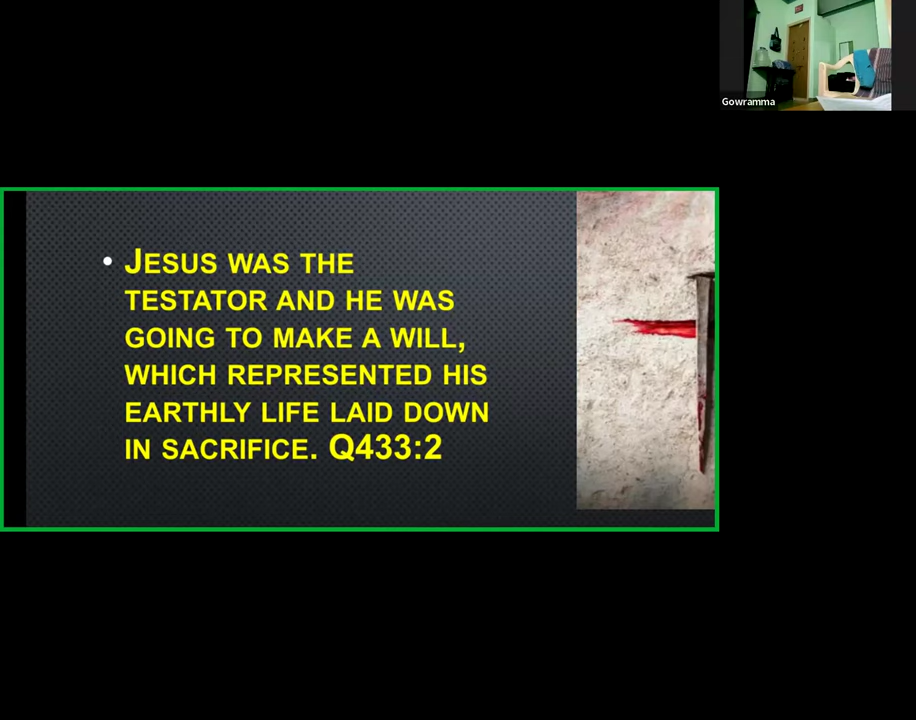 Gowramma
• JESUS WAS THE
TESTATOR AND HE WAS
GOING TO MAKE A WILL,
WHICH REPRESENTED HIS
EARTHLY LIFE LAID DOWN
IN SACRIFICE. Q433:2